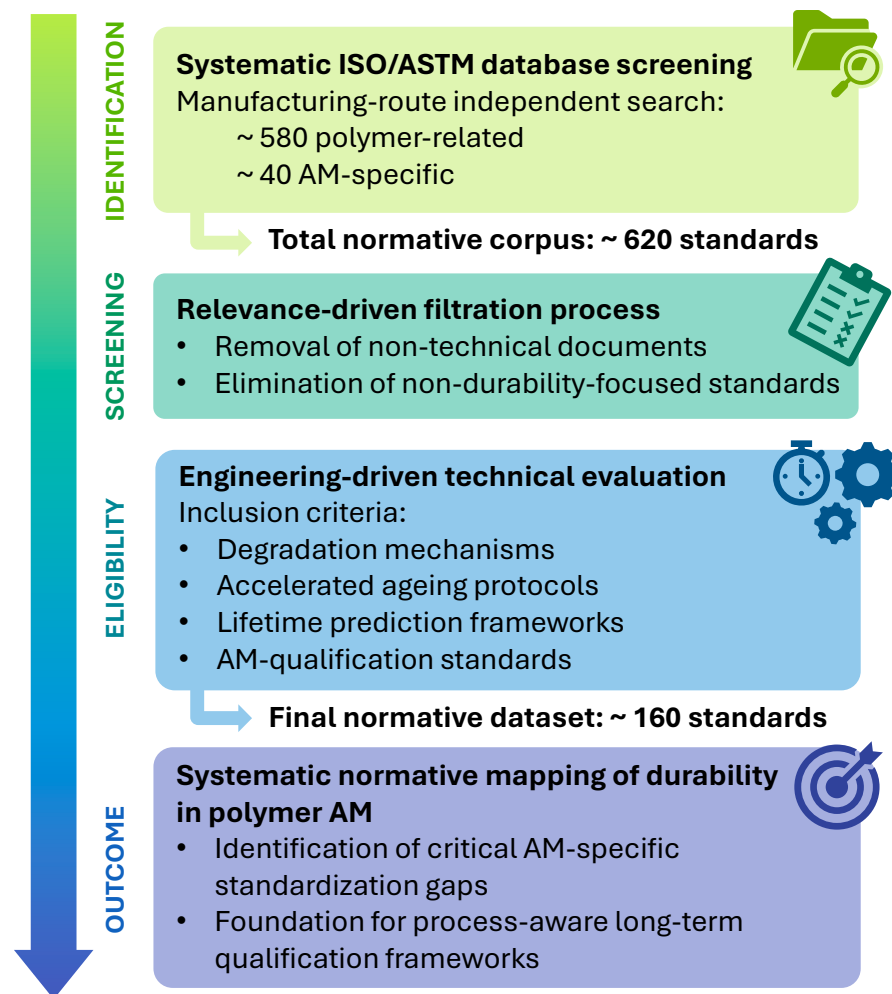 IDENTIFICATION
Systematic ISO/ASTM database screening
Manufacturing-route independent search:
~ 580 polymer-related
~ 40 AM-specific
Total normative corpus: ~ 620 standards
SCREENING
Relevance-driven filtration process
• Removal of non-technical documents
• Elimination of non-durability-focused standards
ELIGIBILITY
Engineering-driven technical evaluation
Inclusion criteria:
• Degradation mechanisms
• Accelerated ageing protocols
• Lifetime prediction frameworks
• AM-qualification standards
Final normative dataset: ~ 160 standards
OUTCOME
Systematic normative mapping of durability
in polymer AM
• Identification of critical AM-specific
standardization gaps
• Foundation for process-aware long-term
qualification frameworks